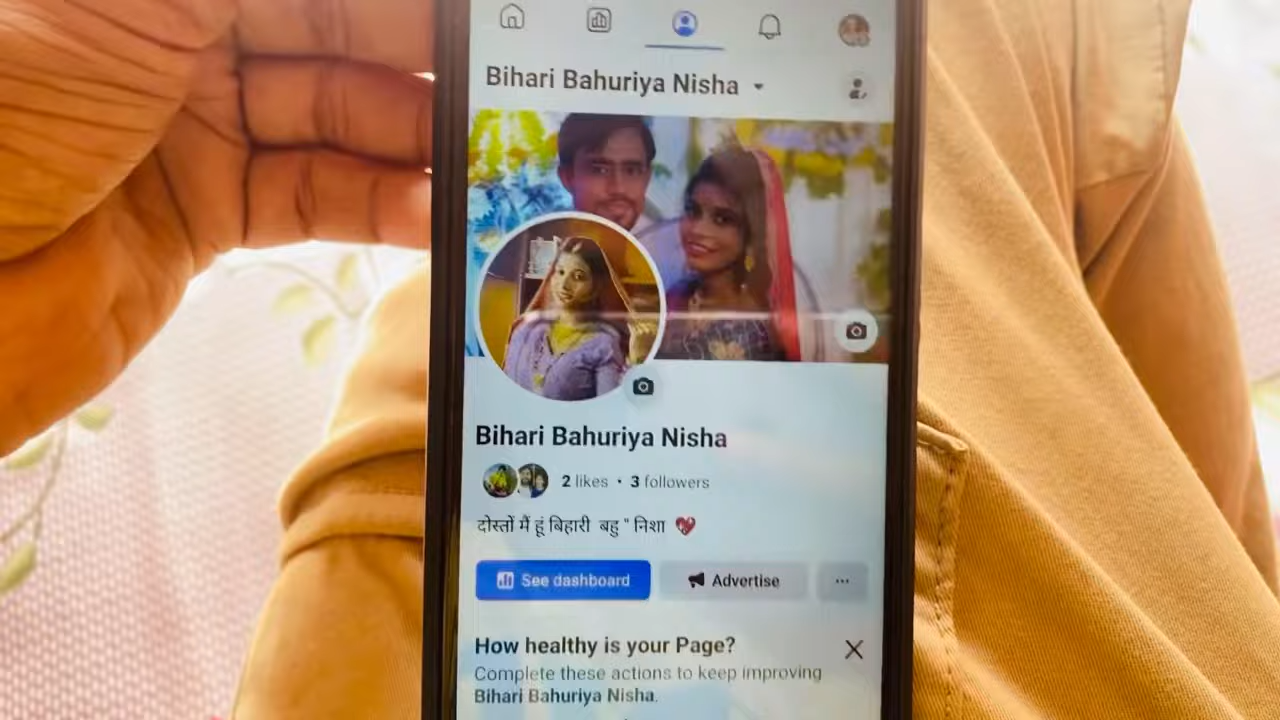 Bihari Bahuriya Nisha
Bihari Bahuriya Nisha
2 likes • 3 followers
दोस्तों मैं हूं बिहारी बहु " निशा 💖
See dashboard
Advertise
How healthy is your Page?
Complete these actions to keep improving
Bihari Bahuriya Nisha.